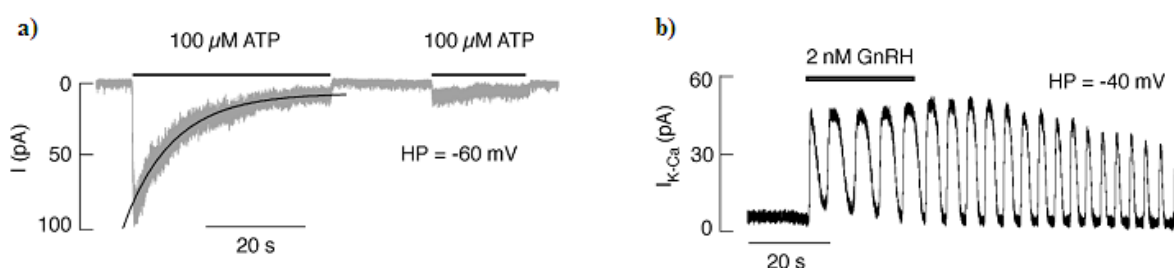 a)
100 μM ATP
100 μM ATP
0
50
100
I (pA)
HP = -60 mV
20 s
b)
2 nM GnRH
HP = -40 mV
60
30
0
I K-Ca (pA)
20 s